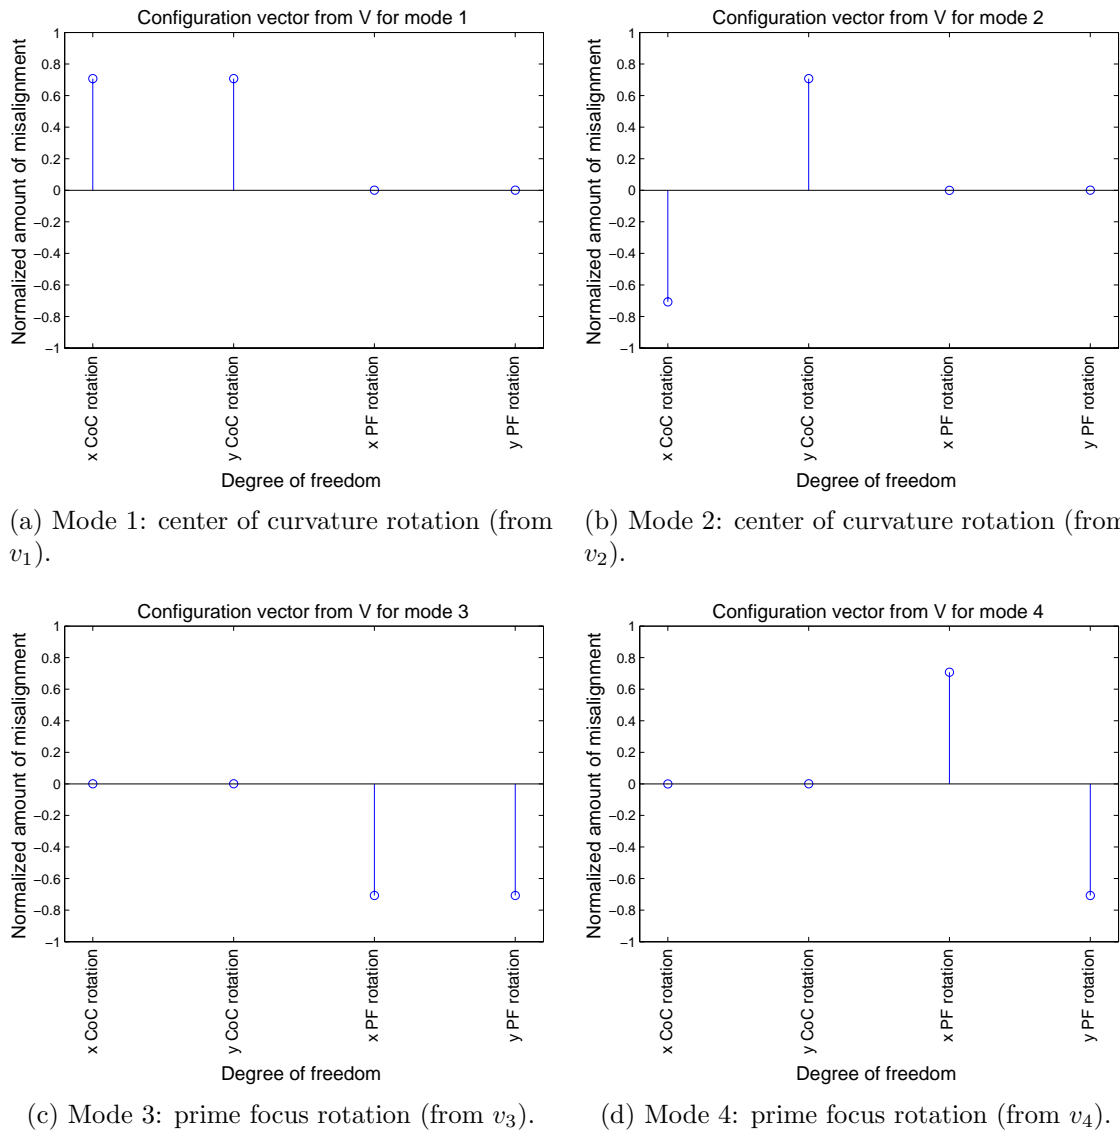 Configuration vector from V for mode 1
Normalized amount of misalignment
1
0.8
0.6
0.4
0.2
0
−0.2
−0.4
−0.6
−0.8
−1
x CoC rotation
y CoC rotation
x PF rotation
y PF rotation
Degree of freedom
(a) Mode 1: center of curvature rotation (from
v1).
Configuration vector from V for mode 2
Normalized amount of misalignment
1
0.8
0.6
0.4
0.2
0
−0.2
−0.4
−0.6
−0.8
−1
x CoC rotation
y CoC rotation
x PF rotation
y PF rotation
Degree of freedom
(b) Mode 2: center of curvature rotation (from
v2).
Configuration vector from V for mode 3
Normalized amount of misalignment
1
0.8
0.6
0.4
0.2
0
−0.2
−0.4
−0.6
−0.8
−1
x CoC rotation
y CoC rotation
x PF rotation
y PF rotation
Degree of freedom
(c) Mode 3: prime focus rotation (from v3).
Configuration vector from V for mode 4
Normalized amount of misalignment
1
0.8
0.6
0.4
0.2
0
−0.2
−0.4
−0.6
−0.8
−1
x CoC rotation
y CoC rotation
x PF rotation
y PF rotation
Degree of freedom
(d) Mode 4: prime focus rotation (from v4).